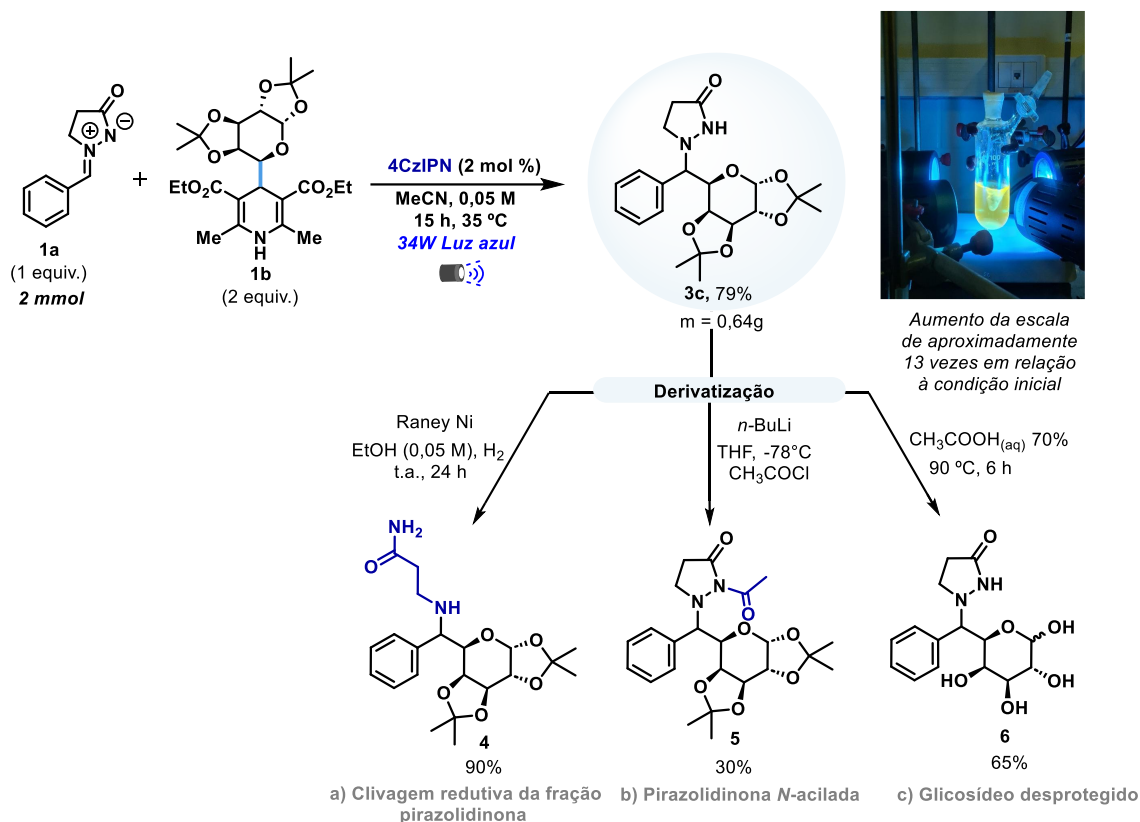 O
N
N
1a
(1 equiv.)
2 mmol
+
O
O
O
O
O
EtO₂C
CO₂Et
Me
N
H
Me
1b
(2 equiv.)
4CzIPN (2 mol %)
MeCN, 0,05 M
15 h, 35 ºC
34W Luz azul
O
NH
N
O
O
O
O
O
3c, 79%
m = 0,64g
100
Aumento da escala
de aproximadamente
13 vezes em relação
à condição inicial
Derivatização
Raney Ni
EtOH (0,05 M), H₂
t.a., 24 h
n-BuLi
THF, -78°C
CH₃COCl
CH₃COOH(aq) 70%
90 ºC, 6 h
NH₂
O
NH
O
O
O
O
O
4
90%
a) Clivagem redutiva da fração
pirazolidinona
O
N
N
O
O
O
O
O
O
5
30%
b) Pirazolidinona N-acilada
O
NH
N
O
OH
HO
OH
OH
6
65%
c) Glicosídeo desprotegido